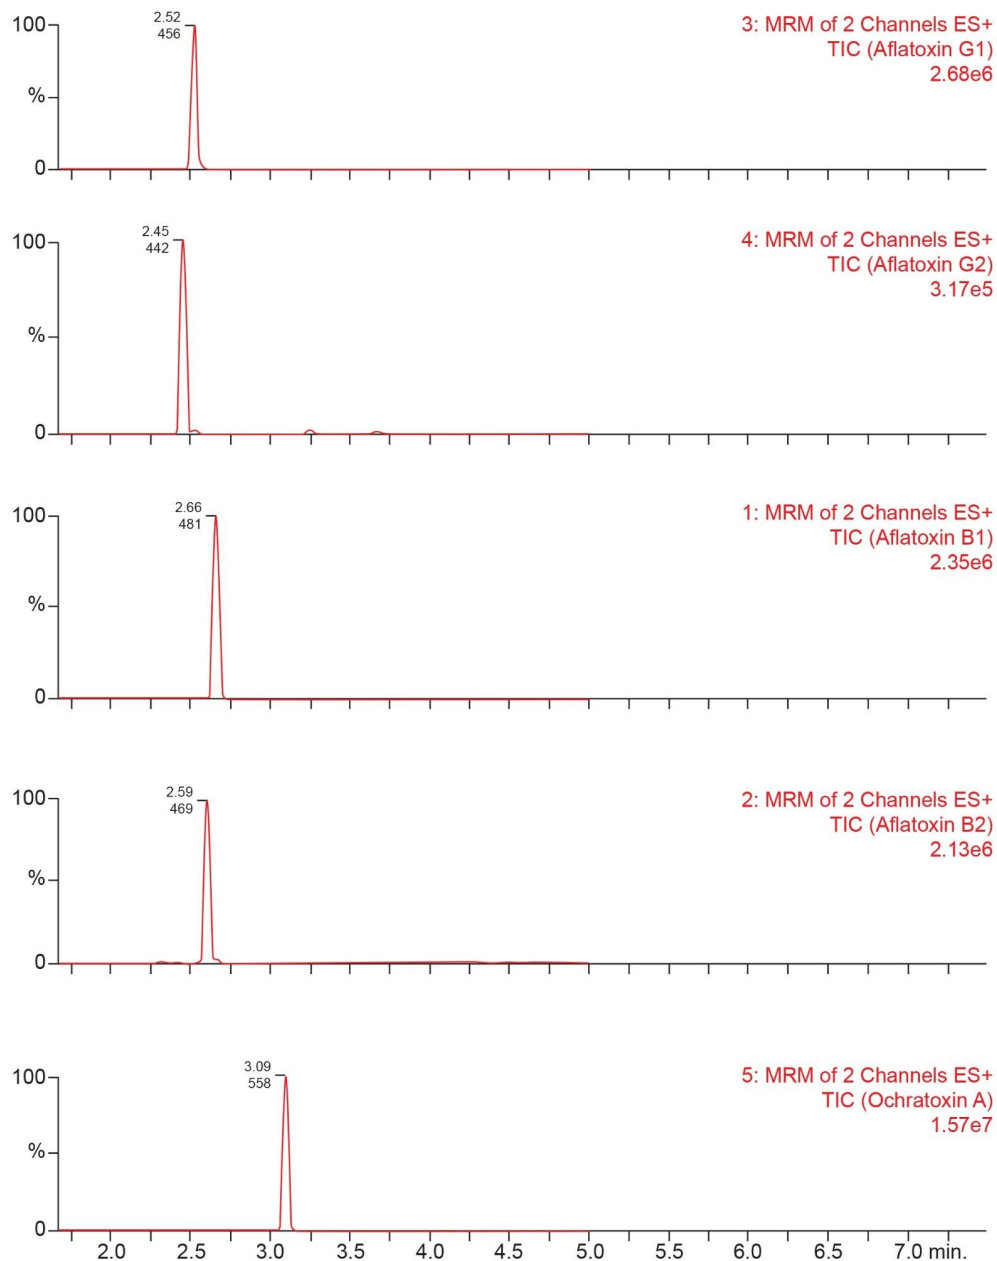 100
%
0
2.52
456
3: MRM of 2 Channels ES+
TIC (Aflatoxin G1)
2.68e6
100
%
0
2.45
442
4: MRM of 2 Channels ES+
TIC (Aflatoxin G2)
3.17e5
100
%
0
2.66
481
1: MRM of 2 Channels ES+
TIC (Aflatoxin B1)
2.35e6
100
%
0
2.59
469
2: MRM of 2 Channels ES+
TIC (Aflatoxin B2)
2.13e6
100
%
0
3.09
558
5: MRM of 2 Channels ES+
TIC (Ochratoxin A)
1.57e7
2.0 2.5 3.0 3.5 4.0 4.5 5.0 5.5 6.0 6.5 7.0 min.